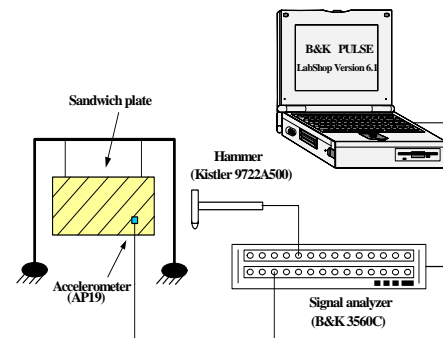 B&K PULSE
LabShop Version 6.1
Sandwich plate
Hammer
(Kistler 9722A500)
Accelerometer
(AP19)
Signal analyzer
(B&K 3560C)